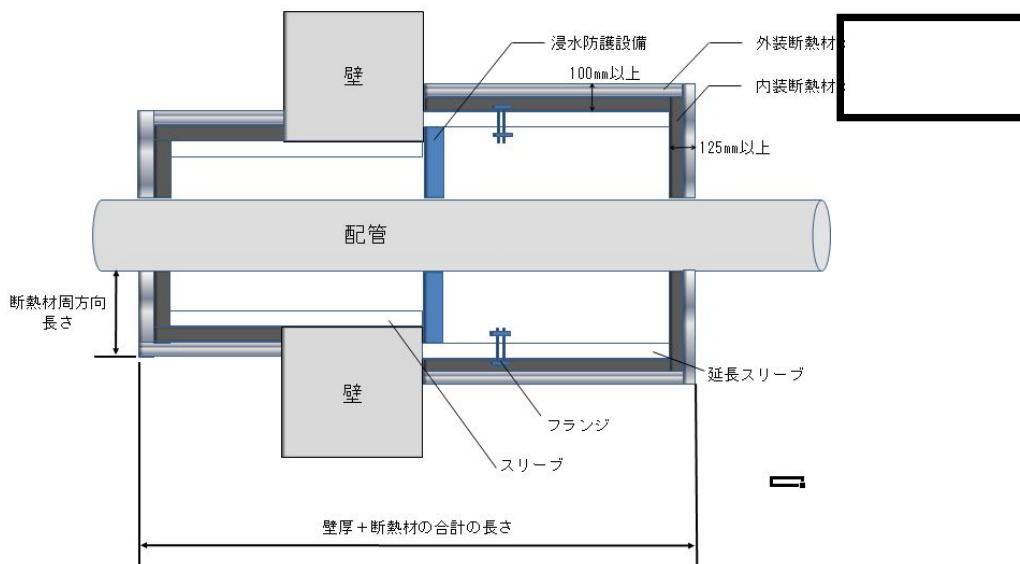 壁
浸水防護設備
外装断熱材:
100mm以上
内装断熱材:
125mm以上
配管
断熱材周方向
長さ
壁
延長スリーブ
フランジ
スリーブ
壁厚＋断熱材の合計の長さ